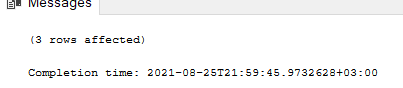 Messages
(3 rows affected)
Completion time: 2021-08-25T21:59:45.9732628+03:00